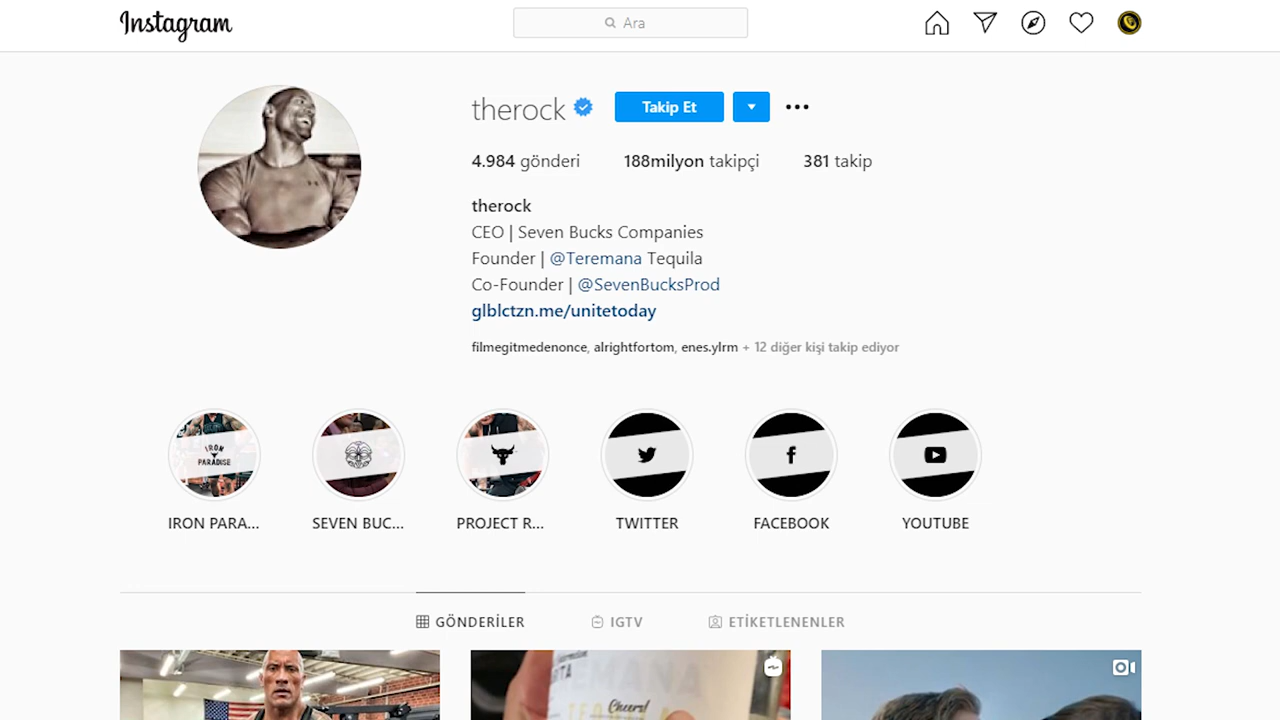 Instagram
Ara
therock
Takip Et
4.984 gönderi 188milyon takipçi 381 takip
therock
CEO | Seven Bucks Companies
Founder | @Teremana Tequila
Co-Founder | @SevenBucksProd
glblctzn.me/unitetoday
filmegitmedenonce, alrightfortom, enes.ylrm + 12 diğer kişi takip ediyor
IRON
PARADISE
IRON PARA... SEVEN BUC... PROJECT R... TWITTER FACEBOOK YOUTUBE
GÖNDERİLER IGTV ETİKETLENENLER
EMANA
Cheers!